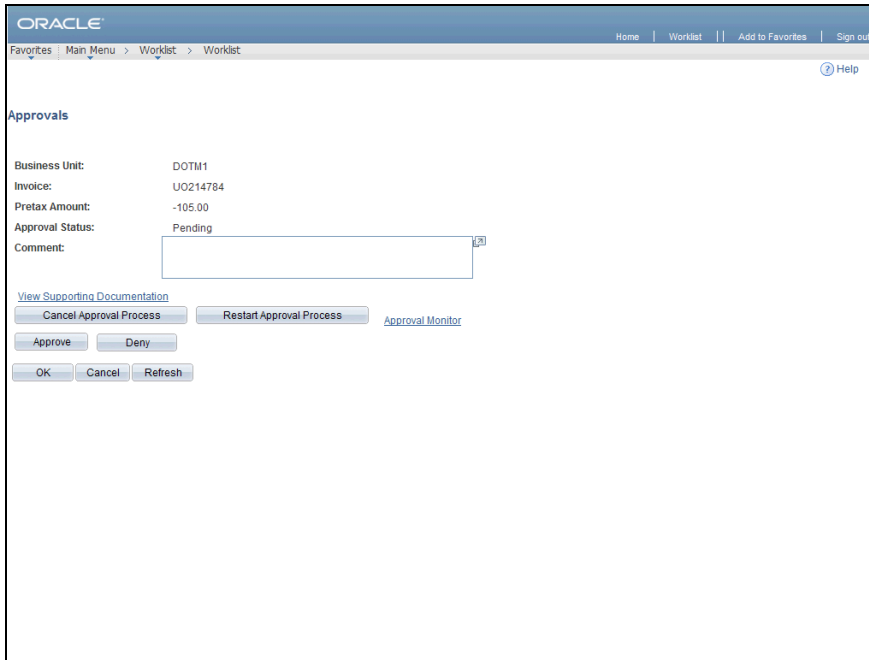 ORACLE
Home | Worklist || Add to Favorites | Sign out
Favorites | Main Menu > Worklist > Worklist
? Help
Approvals
Business Unit: DOTM1
Invoice: UO214784
Pretax Amount: -105.00
Approval Status: Pending
Comment:
View Supporting Documentation
Cancel Approval Process Restart Approval Process Approval Monitor
Approve Deny
OK Cancel Refresh